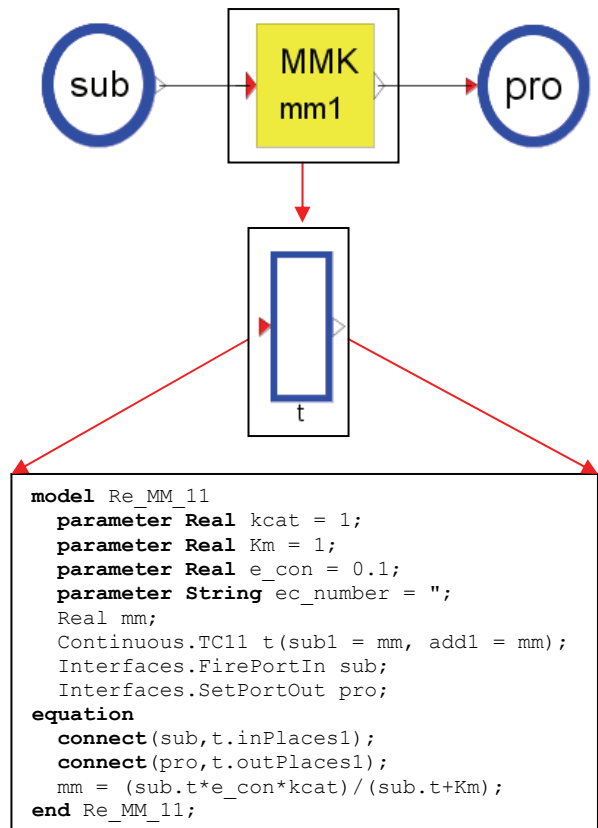 sub
MMK
mm1
pro
t
model Re_MM_11
parameter Real kcat = 1;
parameter Real Km = 1;
parameter Real e_con = 0.1;
parameter String ec_number = ";
Real mm;
Continuous.TC11 t(sub1 = mm, add1 = mm);
Interfaces.FirePortIn sub;
Interfaces.SetPortOut pro;
equation
connect(sub,t.inPlaces1);
connect(pro,t.outPlaces1);
mm = (sub.t*e_con*kcat)/(sub.t+Km);
end Re_MM_11;